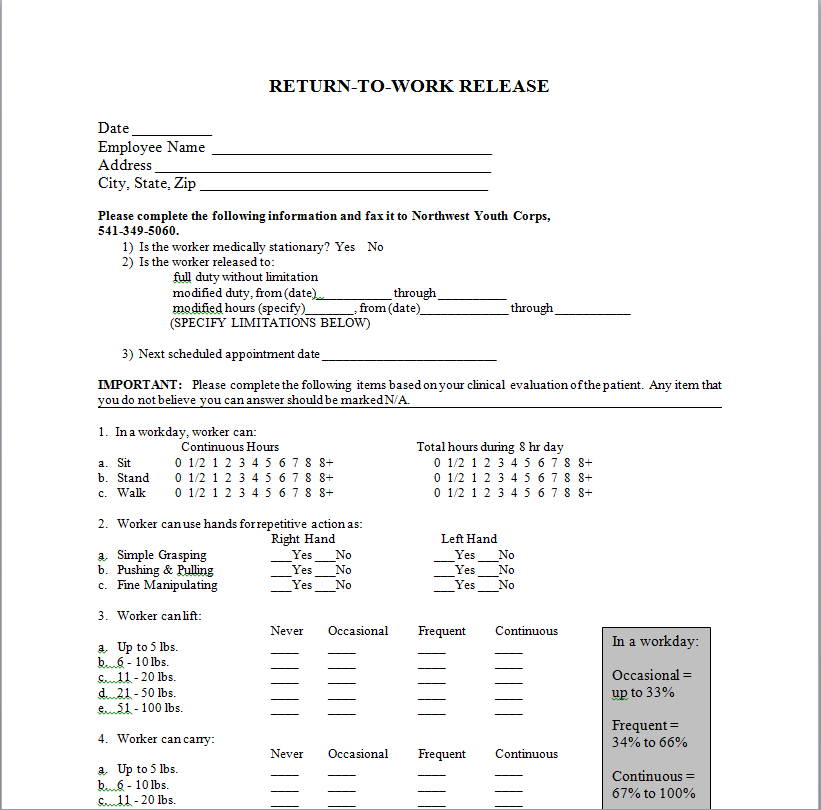 RETURN-TO-WORK RELEASE
Date __________
Employee Name ___________________________________
Address __________________________________________
City, State, Zip ____________________________________
Please complete the following information and fax it to Northwest Youth Corps,
541-349-5060.
1) Is the worker medically stationary? Yes No
2) Is the worker released to:
full duty without limitation
modified duty, from (date)____________ through ___________
modified hours (specify)________, from (date)______________ through ____________
(SPECIFY LIMITATIONS BELOW)
3) Next scheduled appointment date ____________________________
IMPORTANT: Please complete the following items based on your clinical evaluation of the patient. Any item that
you do not believe you can answer should be marked N/A.
1. In a workday, worker can:
Continuous Hours Total hours during 8 hr day
a. Sit 0 1/2 1 2 3 4 5 6 7 8 8+ 0 1/2 1 2 3 4 5 6 7 8 8+
b. Stand 0 1/2 1 2 3 4 5 6 7 8 8+ 0 1/2 1 2 3 4 5 6 7 8 8+
c. Walk 0 1/2 1 2 3 4 5 6 7 8 8+ 0 1/2 1 2 3 4 5 6 7 8 8+
2. Worker can use hands for repetitive action as:
Right Hand Left Hand
a. Simple Grasping ___Yes ___No ___Yes ___No
b. Pushing & Pulling ___Yes ___No ___Yes ___No
c. Fine Manipulating ___Yes ___No ___Yes ___No
3. Worker can lift:
Never Occasional Frequent Continuous
a. Up to 5 lbs. ____ ____ ____ ____
b. 6 - 10 lbs. ____ ____ ____ ____
c. 11 - 20 lbs. ____ ____ ____ ____
d. 21 - 50 lbs. ____ ____ ____ ____
e. 51 - 100 lbs. ____ ____ ____ ____
4. Worker can carry:
Never Occasional Frequent Continuous
a. Up to 5 lbs. ____ ____ ____ ____
b. 6 - 10 lbs. ____ ____ ____ ____
c. 11 - 20 lbs. ____ ____ ____ ____
In a workday:
Occasional =
up to 33%
Frequent =
34% to 66%
Continuous =
67% to 100%